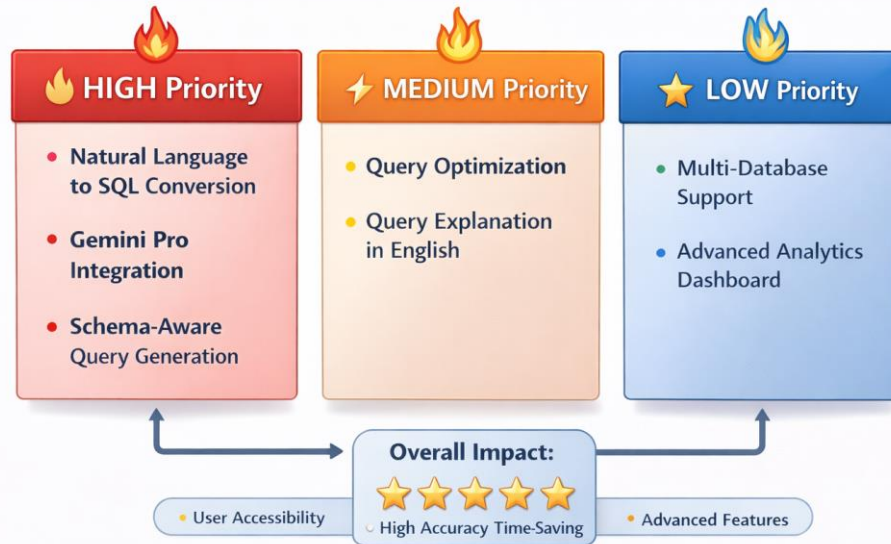 HIGH Priority
Natural Language
to SQL Conversion
Gemini Pro
Integration
Schema-Aware
Query Generation
MEDIUM Priority
Query Optimization
Query Explanation
in English
LOW Priority
Multi-Database
Support
Advanced Analytics
Dashboard
Overall Impact:
User Accessibility
High Accuracy Time-Saving
Advanced Features